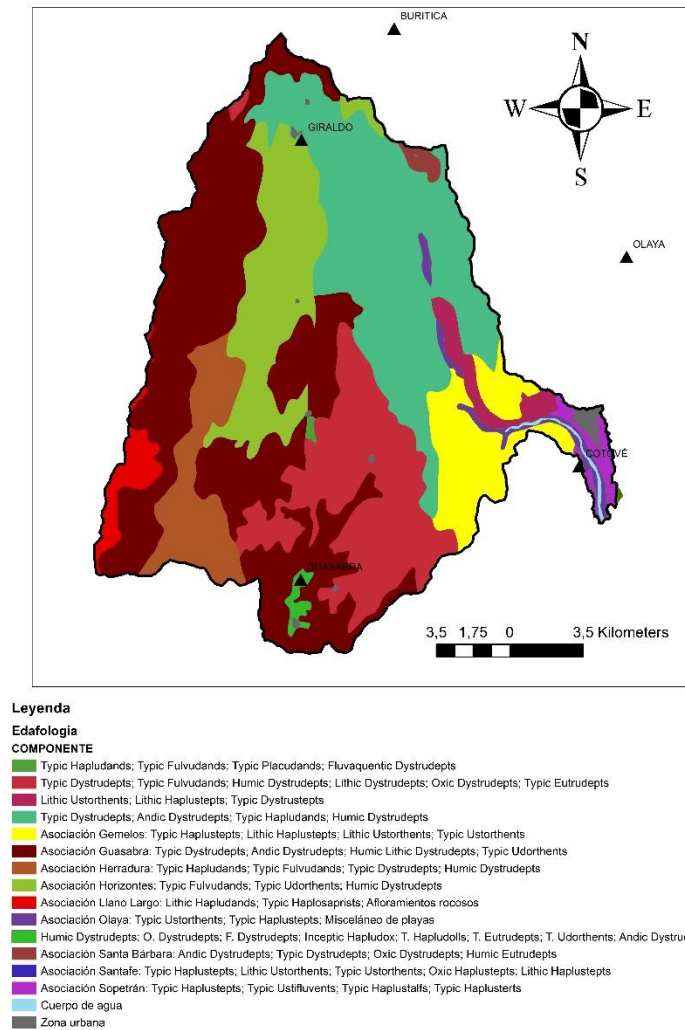 BURITICA
N
GIRALDO
W E
S
OLAYA
COTOVÉ
GUASABRA
3,5 1,75 0 3,5 Kilometers
Leyenda
Edafologia
COMPONENTE
Typic Hapludands; Typic Fulvudands; Typic Placudands; Fluvaquentic Dystrudepts
Typic Dystrudepts; Typic Fulvudands; Humic Dystrudepts; Lithic Dystrudepts; Oxic Dystrudepts; Typic Eutrudepts
Lithic Ustorthents; Lithic Haplustepts; Typic Dystrustepts
Typic Dystrudepts; Andic Dystrudepts; Typic Hapludands; Humic Dystrudepts
Asociación Gemelos: Typic Haplustepts; Lithic Haplustepts; Lithic Ustorthents; Typic Ustorthents
Asociación Guasabra: Typic Dystrudepts; Andic Dystrudepts; Humic Lithic Dystrudepts; Typic Udorthents
Asociación Herradura: Typic Hapludands; Typic Fulvudands; Typic Dystrudepts; Humic Dystrudepts
Asociación Horizontes: Typic Fulvudands; Typic Udorthents; Humic Dystrudepts
Asociación Llano Largo: Lithic Hapludands; Typic Haplosaprists; Afloramientos rocosos
Asociación Olaya: Typic Ustorthents; Typic Haplustepts; Misceláneo de playas
Humic Dystrudepts: O. Dystrudepts; F. Dystrudepts; Inceptic Hapludox; T. Hapludolls; T. Eutrudepts; T. Udorthents; Andic Dystru
Asociación Santa Bárbara: Andic Dystrudepts; Typic Dystrudepts; Oxic Dystrudepts; Humic Eutrudepts
Asociación Santafe: Typic Haplustepts; Lithic Ustorthents; Typic Ustorthents; Oxic Haplustepts; Lithic Haplustepts
Asociación Sopetrán: Typic Haplustepts; Typic Ustifluvents; Typic Haplustalfs; Typic Haplusterts
Cuerpo de agua
Zona urbana